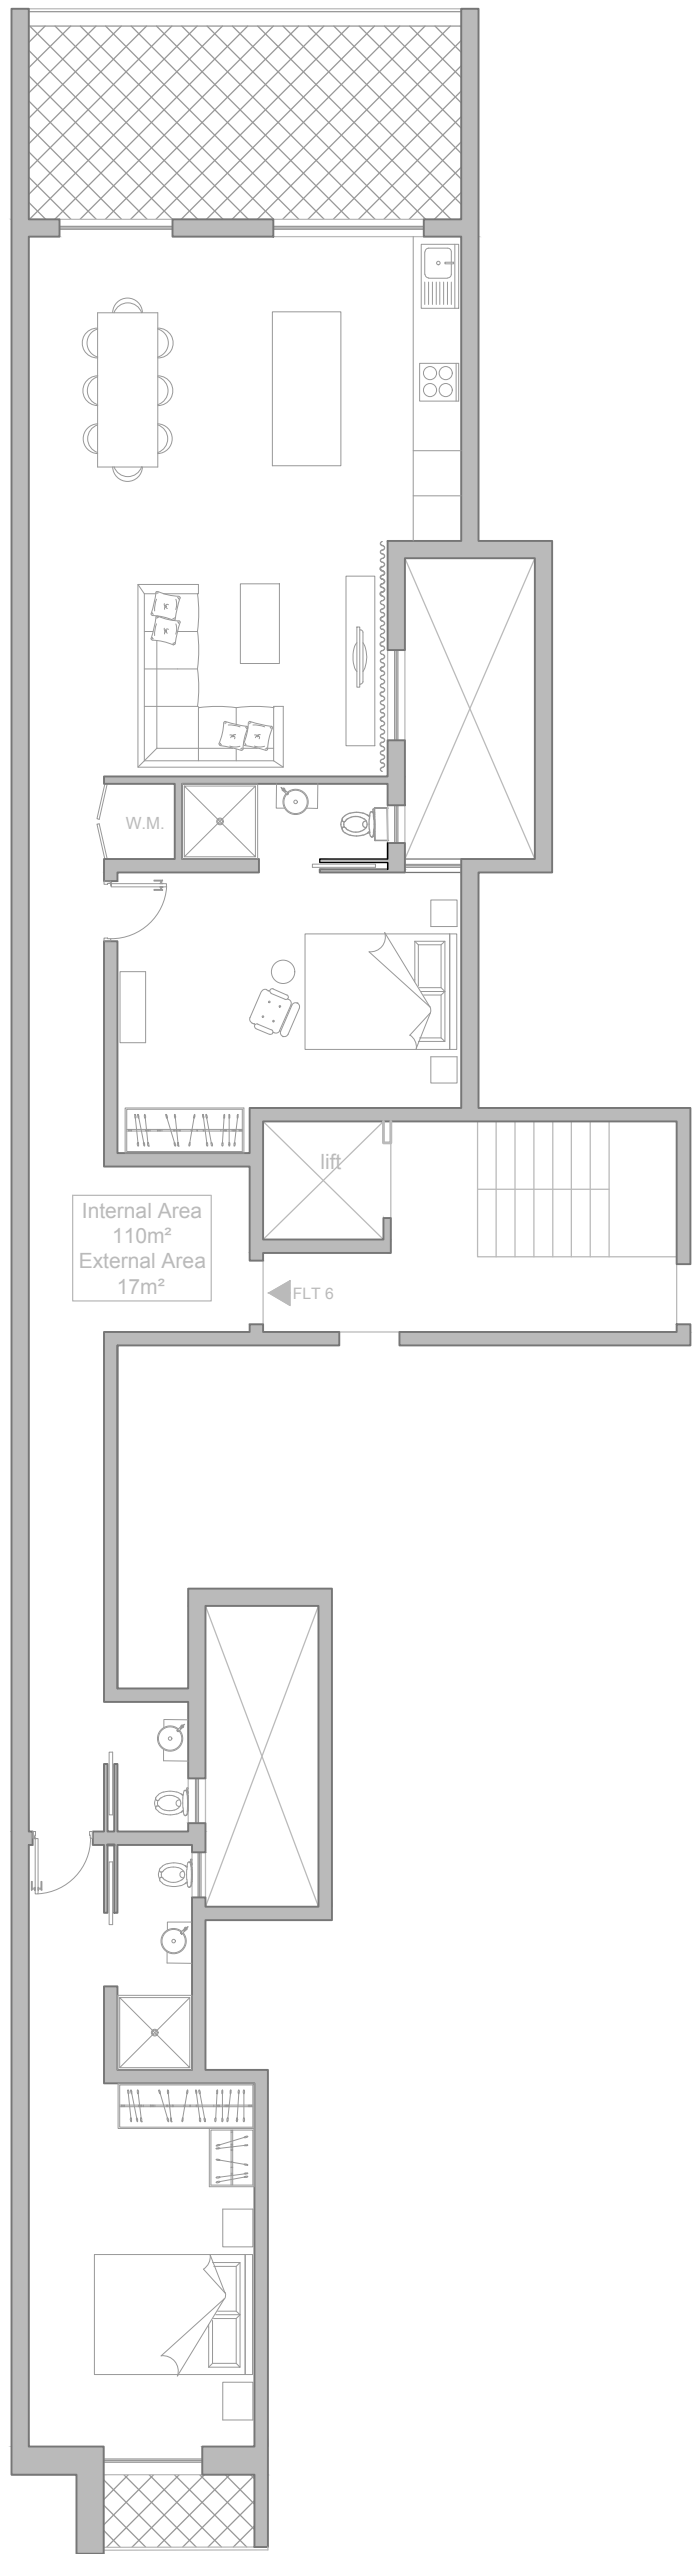 W.M.
lift
Internal Area
110m²
External Area
17m²
FLT 6